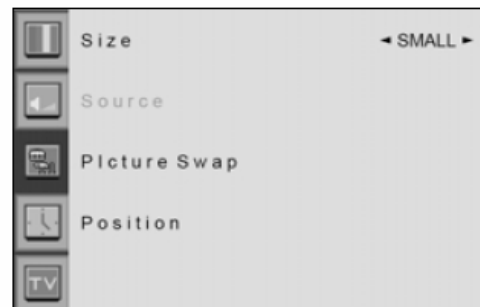 Size ◄ SMALL ►
Source
PIcture Swap
Position
TV